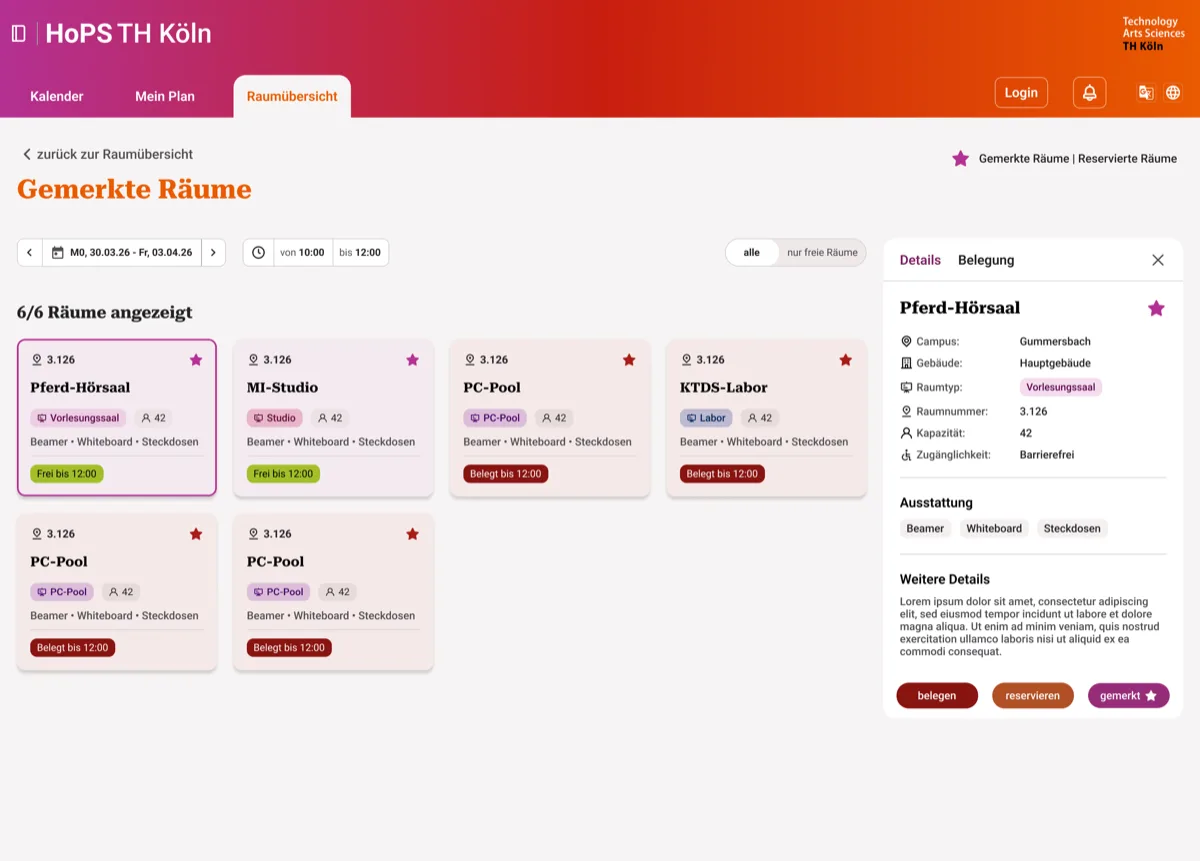 HoPS TH Köln
Technology
Arts Sciences
TH Köln
Kalender
Mein Plan
Raumübersicht
Login
zurück zur Raumübersicht
Gemerkte Räume | Reservierte Räume
Gemerkte Räume
M0, 30.03.26 - Fr, 03.04.26
von 10:00
bis 12:00
alle
nur freie Räume
6/6 Räume angezeigt
3.126
Pferd-Hörsaal
Vorlesungssaal
42
Beamer • Whiteboard • Steckdosen
Frei bis 12:00
3.126
MI-Studio
Studio
42
Beamer • Whiteboard • Steckdosen
Frei bis 12:00
3.126
PC-Pool
PC-Pool
42
Beamer • Whiteboard • Steckdosen
Belegt bis 12:00
3.126
KTDS-Labor
Labor
42
Beamer • Whiteboard • Steckdosen
Belegt bis 12:00
3.126
PC-Pool
PC-Pool
42
Beamer • Whiteboard • Steckdosen
Belegt bis 12:00
3.126
PC-Pool
PC-Pool
42
Beamer • Whiteboard • Steckdosen
Belegt bis 12:00
Details
Belegung
Pferd-Hörsaal
Campus: Gummersbach
Gebäude: Hauptgebäude
Raumtyp: Vorlesungssaal
Raumnummer: 3.126
Kapazität: 42
Zugänglichkeit: Barrierefrei
Ausstattung
Beamer
Whiteboard
Steckdosen
Weitere Details
Lorem ipsum dolor sit amet, consectetur adipiscing
elit, sed eiusmod tempor incidunt ut labore et dolore
magna aliqua. Ut enim ad minim veniam, quis nostrud
exercitation ullamco laboris nisi ut aliquid ex ea
commodi consequat.
belegen
reservieren
gemerkt